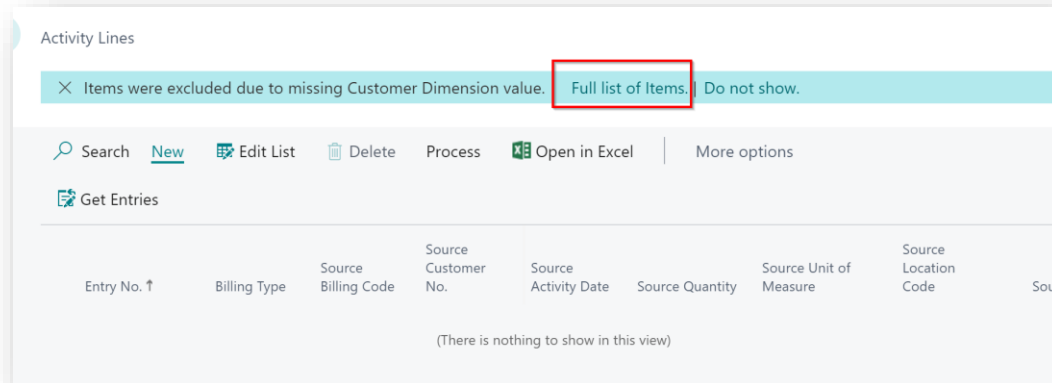 Activity Lines
Items were excluded due to missing Customer Dimension value. Full list of Items. | Do not show.
Search New Edit List Delete Process Open in Excel More options
Get Entries
Entry No. ↑ Billing Type Source Billing Code Source Customer No. Source Activity Date Source Quantity Source Unit of Measure Source Location Code Sou
(There is nothing to show in this view)